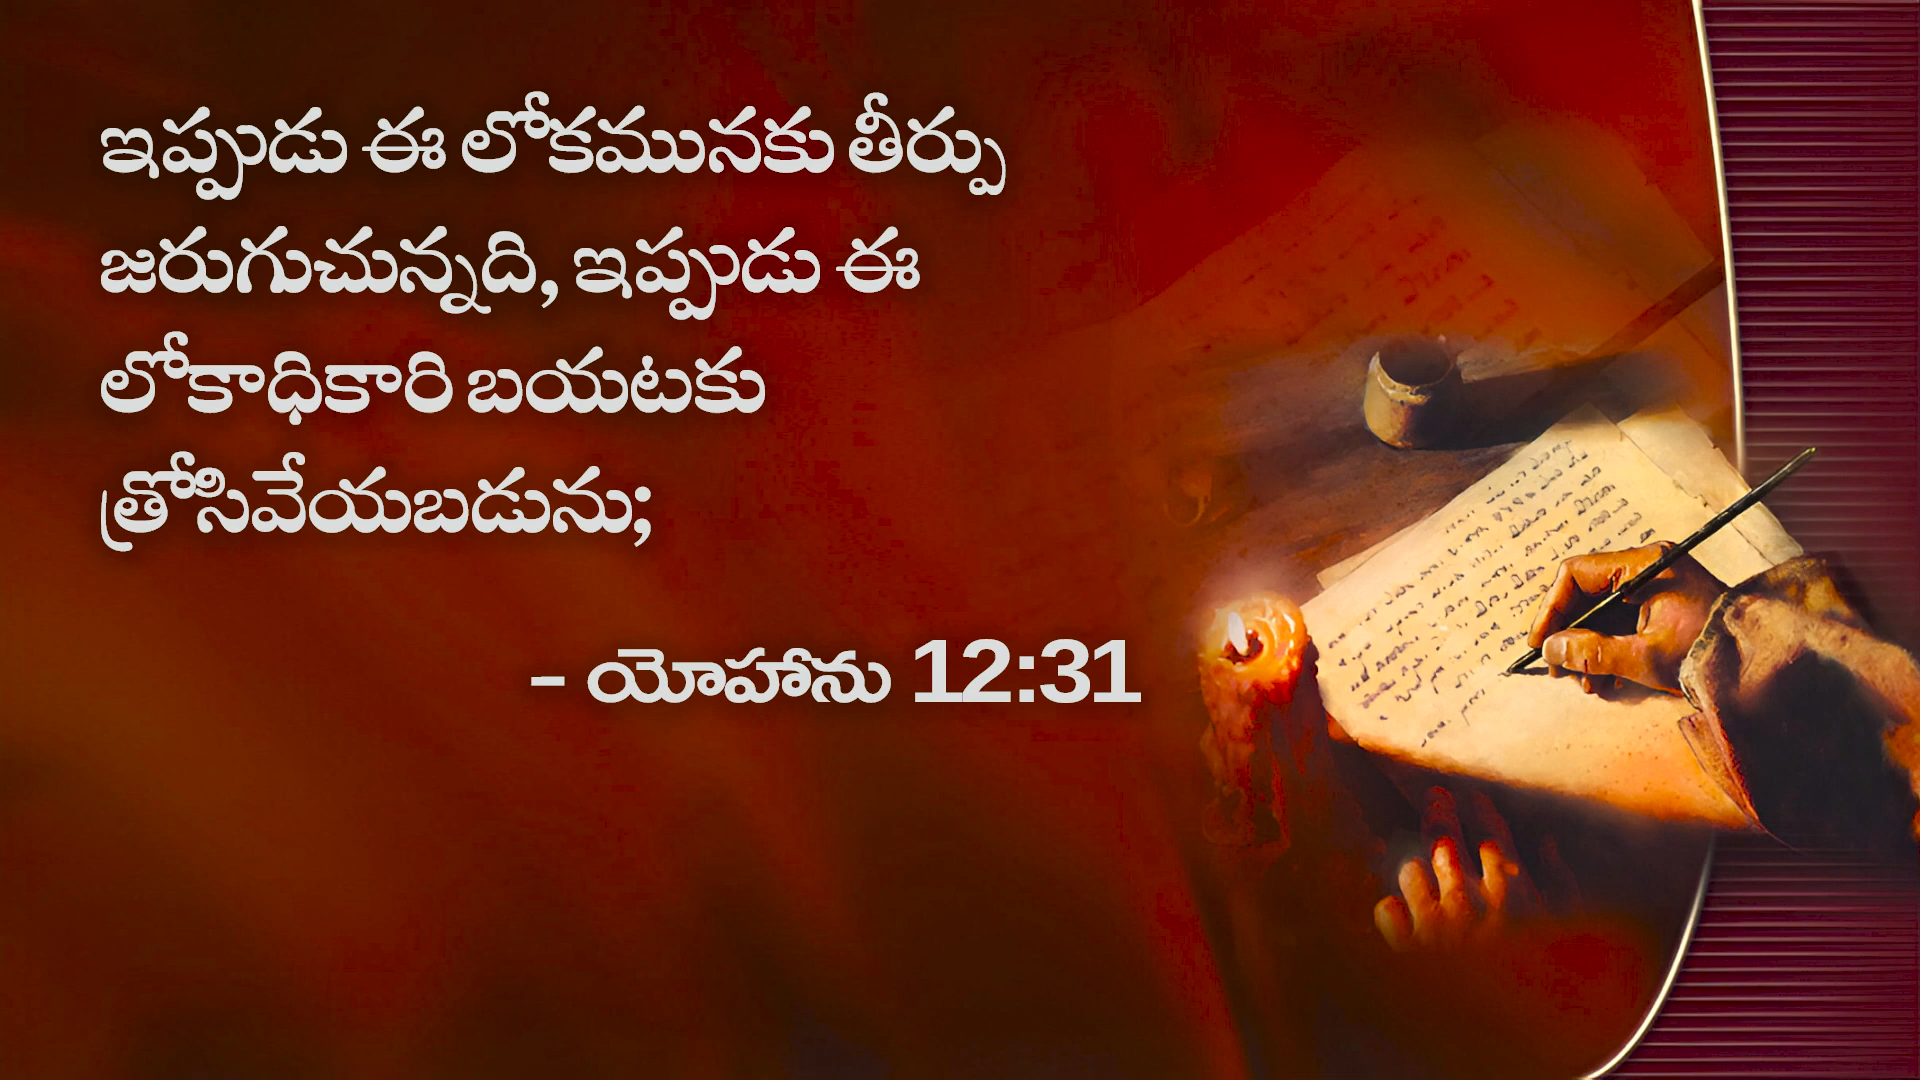 ఇప్పుడు ఈ లోకమునకు తీర్పు
జరుగుచున్నది, ఇప్పుడు ఈ
లోకాధికారి బయటకు
త్రోసివేయబడును;
– యోహాను 12:31